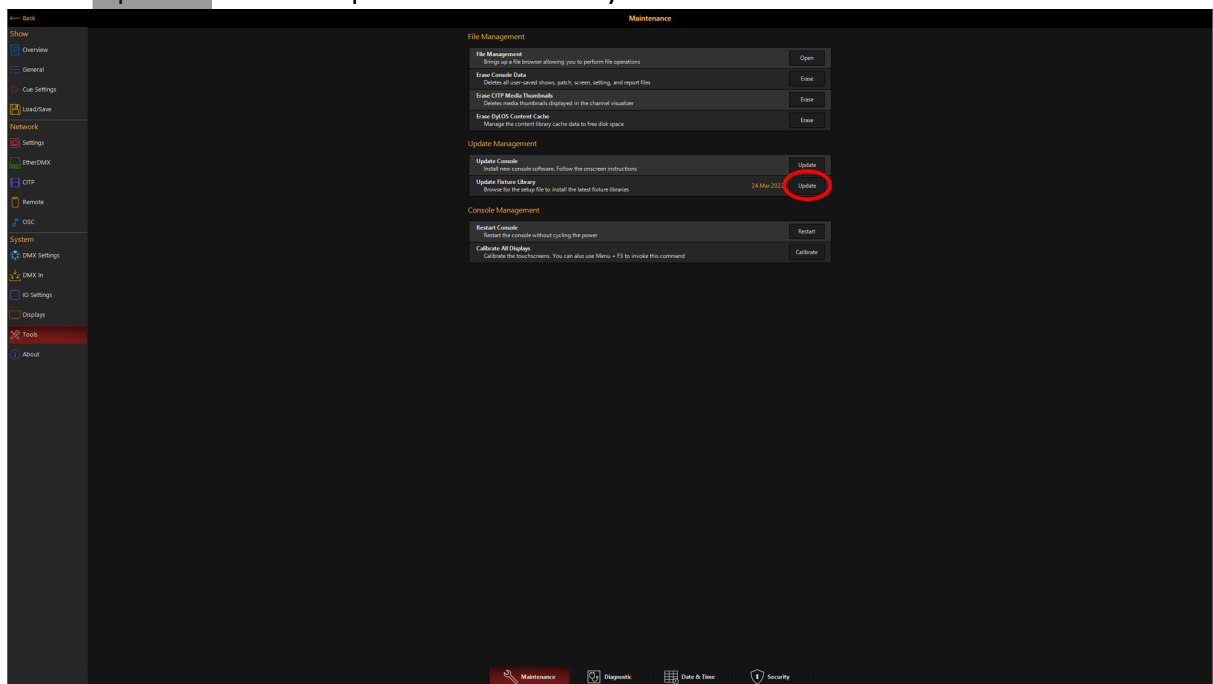 ← Back
Maintenance
Show
Overview
General
Cue Settings
Load/Save
Network
Settings
EtherDMX
CITP
Remote
OSC
System
DMX Settings
DMX In
IO Settings
Displays
Tools
About
File Management
File Management
Brings up a file browser allowing you to perform file operations
Open
Erase Console Data
Deletes all user-saved shows, patch, screen, setting, and report files
Erase
Erase CITP Media Thumbnails
Deletes media thumbnails displayed in the channel visualizer
Erase
Erase DyLOS Content Cache
Manage the content library cache data to free disk space
Erase
Update Management
Update Console
Install new console software. Follow the onscreen instructions
Update
Update Fixture Library
Browse for the setup file to install the latest fixture libraries
24.Mar.2022
Update
Console Management
Restart Console
Restart the console without cycling the power
Restart
Calibrate All Displays
Calibrate the touchscreens. You can also use Menu + F3 to invoke this command
Calibrate
Maintenance
Diagnostic
Date & Time
Security